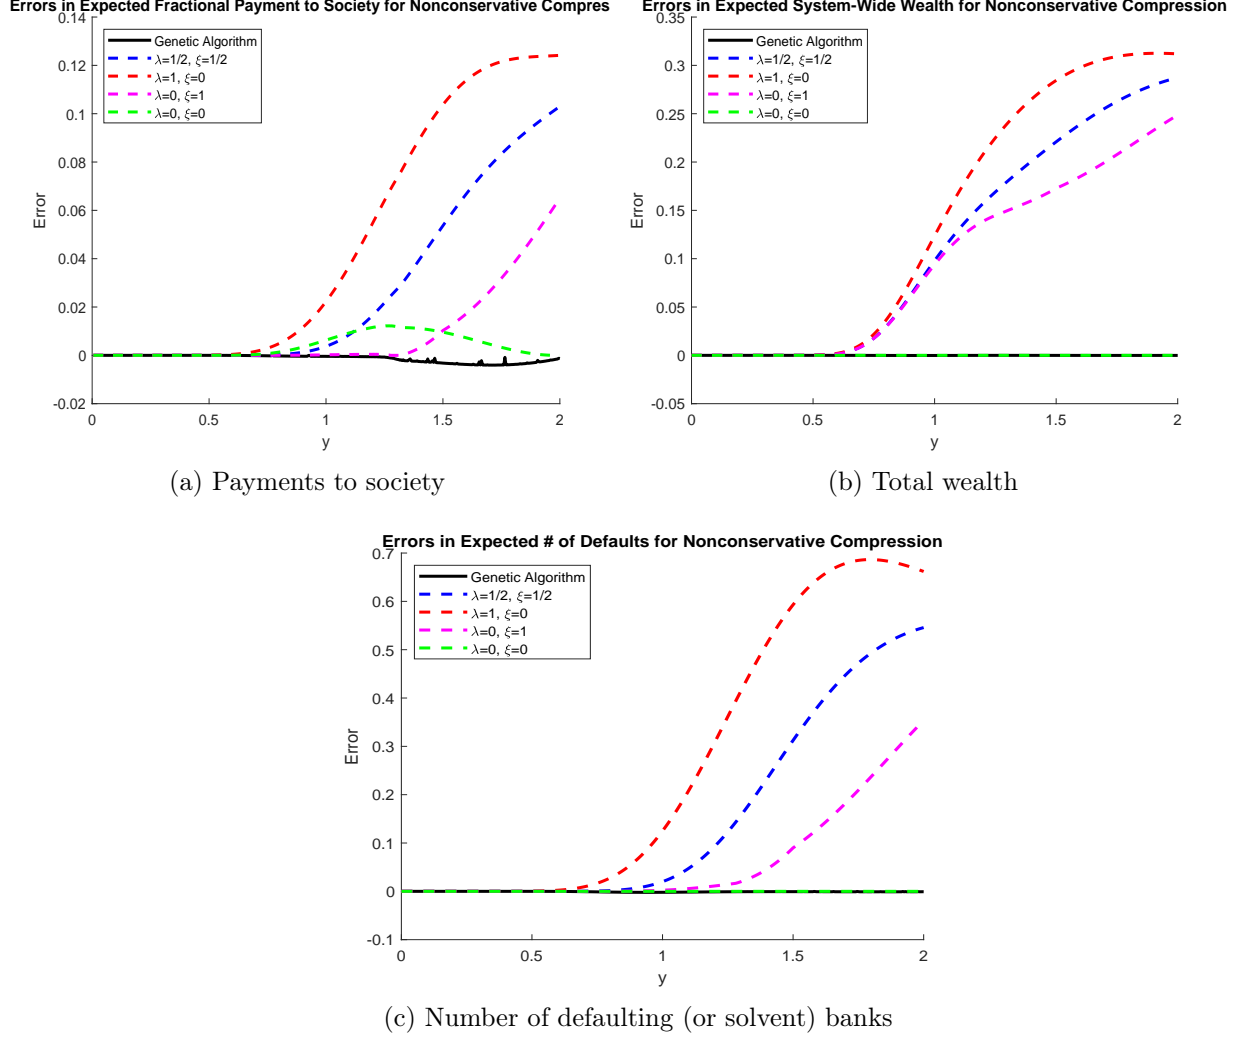 Errors in Expected Fractional Payment to Society for Nonconservative Compres
0.14
0.12
0.1
0.08
0.06
0.04
0.02
0
-0.02
Error
Genetic Algorithm
λ=1/2, ξ=1/2
λ=1, ξ=0
λ=0, ξ=1
λ=0, ξ=0
0 0.5 1 1.5 2
y
(a) Payments to society
Errors in Expected System-Wide Wealth for Nonconservative Compression
0.35
0.3
0.25
0.2
0.15
0.1
0.05
0
-0.05
Error
Genetic Algorithm
λ=1/2, ξ=1/2
λ=1, ξ=0
λ=0, ξ=1
λ=0, ξ=0
0 0.5 1 1.5 2
y
(b) Total wealth
Errors in Expected # of Defaults for Nonconservative Compression
0.7
0.6
0.5
0.4
0.3
0.2
0.1
0
-0.1
Error
Genetic Algorithm
λ=1/2, ξ=1/2
λ=1, ξ=0
λ=0, ξ=1
λ=0, ξ=0
0 0.5 1 1.5 2
y
(c) Number of defaulting (or solvent) banks